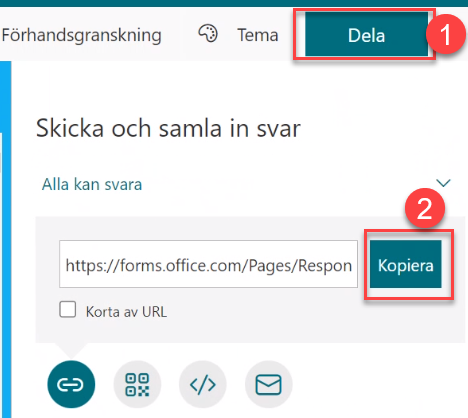 Förhandsgranskning Tema Dela 1
Skicka och samla in svar
Alla kan svara
2
https://forms.office.com/Pages/Respon Kopiera
Korta av URL